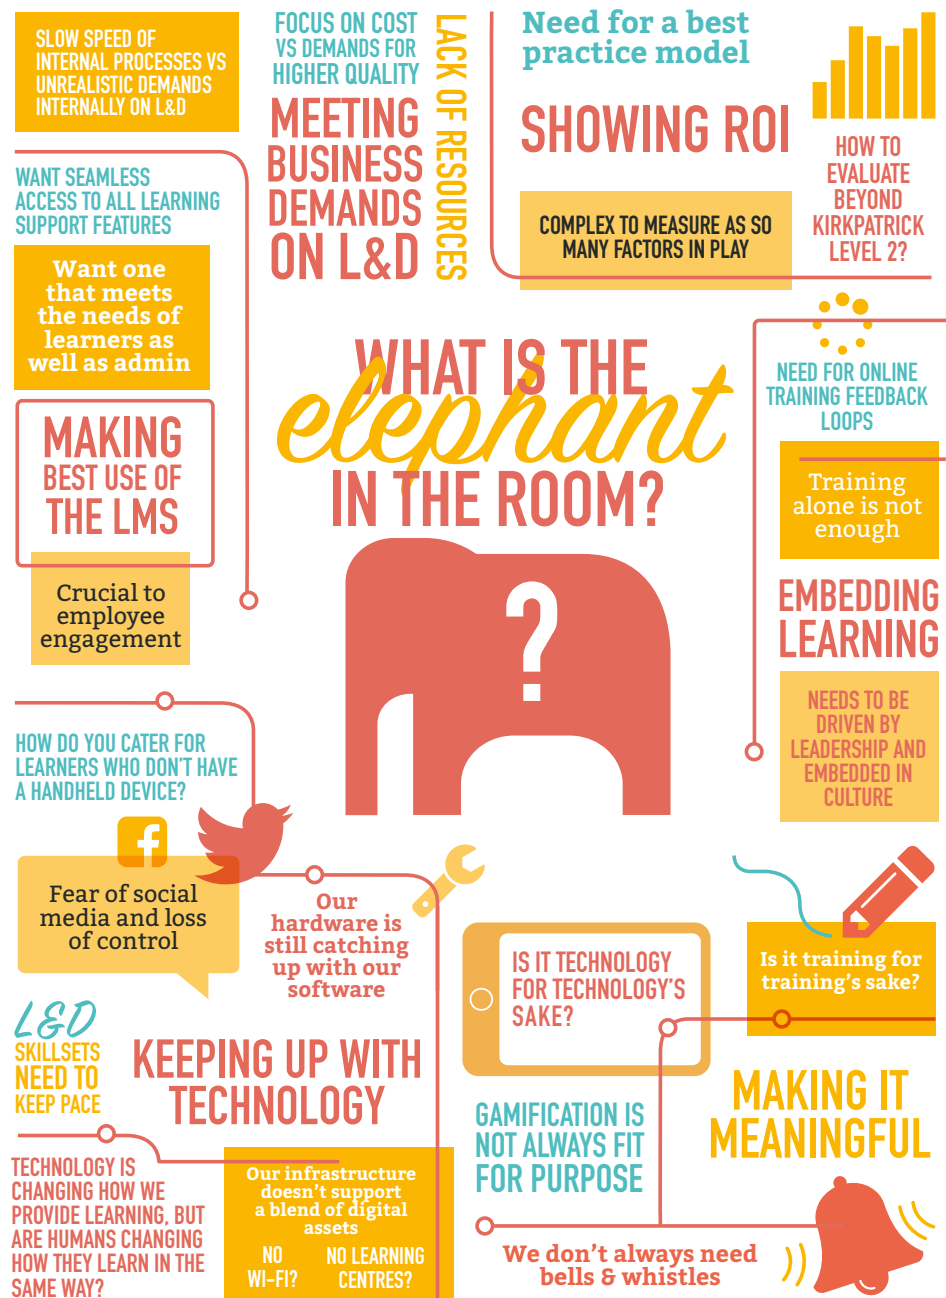 SLOW SPEED OF
INTERNAL PROCESSES VS
UNREALISTIC DEMANDS
INTERNALLY ON L&D
WANT SEAMLESS
ACCESS TO ALL LEARNING
SUPPORT FEATURES
Want one
that meets
the needs of
learners as
well as admin
MAKING
BEST USE OF
THE LMS
Crucial to
employee
engagement
FOCUS ON COST
VS DEMANDS FOR
HIGHER QUALITY
MEETING
BUSINESS
DEMANDS
ON L&D
LACK OF RESOURCES
Need for a best
practice model
SHOWING ROI
COMPLEX TO MEASURE AS SO
MANY FACTORS IN PLAY
HOW TO
EVALUATE
BEYOND
KIRKPATRICK
LEVEL 2?
WHAT IS THE
elephant
IN THE ROOM?
?
NEED FOR ONLINE
TRAINING FEEDBACK
LOOPS
Training
alone is not
enough
EMBEDDING
LEARNING
NEEDS TO BE
DRIVEN BY
LEADERSHIP AND
EMBEDDED IN
CULTURE
HOW DO YOU CATER FOR
LEARNERS WHO DON'T HAVE
A HANDHELD DEVICE?
f
Fear of social
media and loss
of control
Our
hardware is
still catching
up with our
software
L&D
SKILLSETS
NEED TO
KEEP PACE
KEEPING UP WITH
TECHNOLOGY
TECHNOLOGY IS
CHANGING HOW WE
PROVIDE LEARNING, BUT
ARE HUMANS CHANGING
HOW THEY LEARN IN THE
SAME WAY?
Our infrastructure
doesn't support
a blend of digital
assets
NO
WI-FI?
NO LEARNING
CENTRES?
IS IT TECHNOLOGY
FOR TECHNOLOGY'S
SAKE?
Is it training for
training's sake?
GAMIFICATION IS
NOT ALWAYS FIT
FOR PURPOSE
MAKING IT
MEANINGFUL
We don't always need
bells & whistles